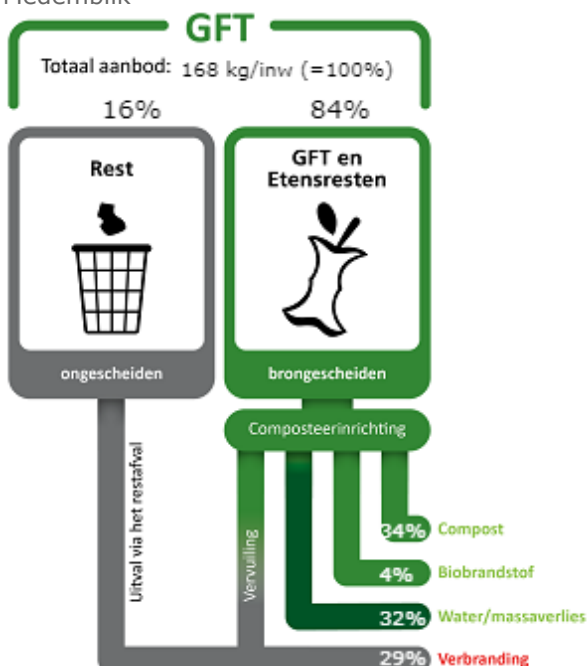 Medemblik
GFT
Totaal aanbod: 168 kg/inw (=100%)
16% 84%
Rest
GFT en
Etensresten
ongescheiden
brongescheiden
Composteerinrichting
Uitval via het restafval
Vervuiling
34% Compost
4% Biobrandstof
32% Water/massaverlies
29% Verbranding